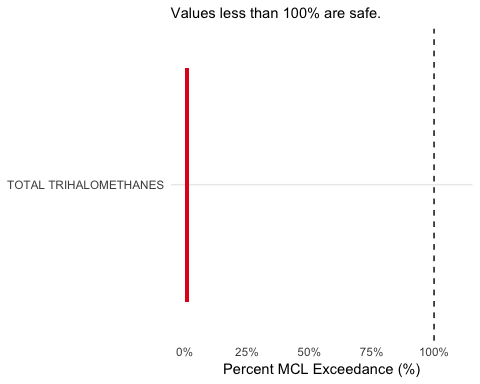 Values less than 100% are safe.
TOTAL TRIHALOMETHANES
0% 25% 50% 75% 100%
Percent MCL Exceedance (%)